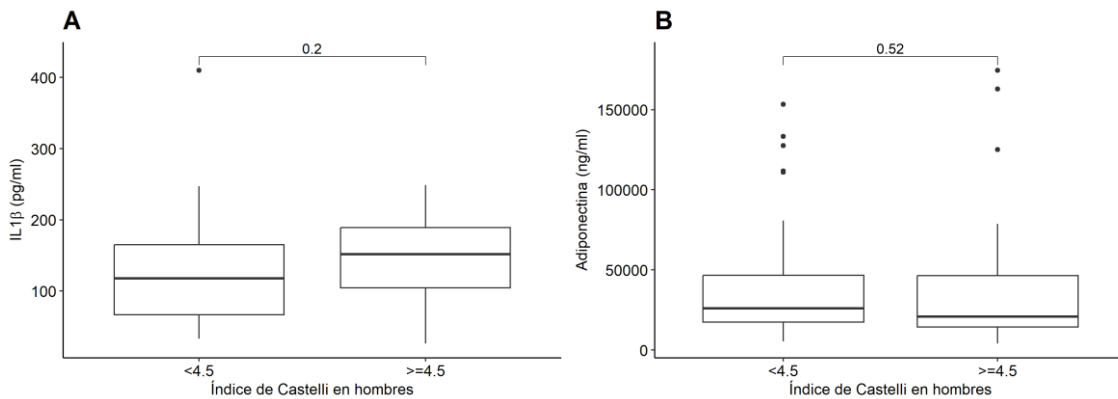 A
0.2
400
300
200
100
IL1β (pg/ml)
<4.5
>=4.5
Índice de Castelli en hombres
B
0.52
150000
100000
50000
0
Adiponectina (ng/ml)
<4.5
>=4.5
Índice de Castelli en hombres